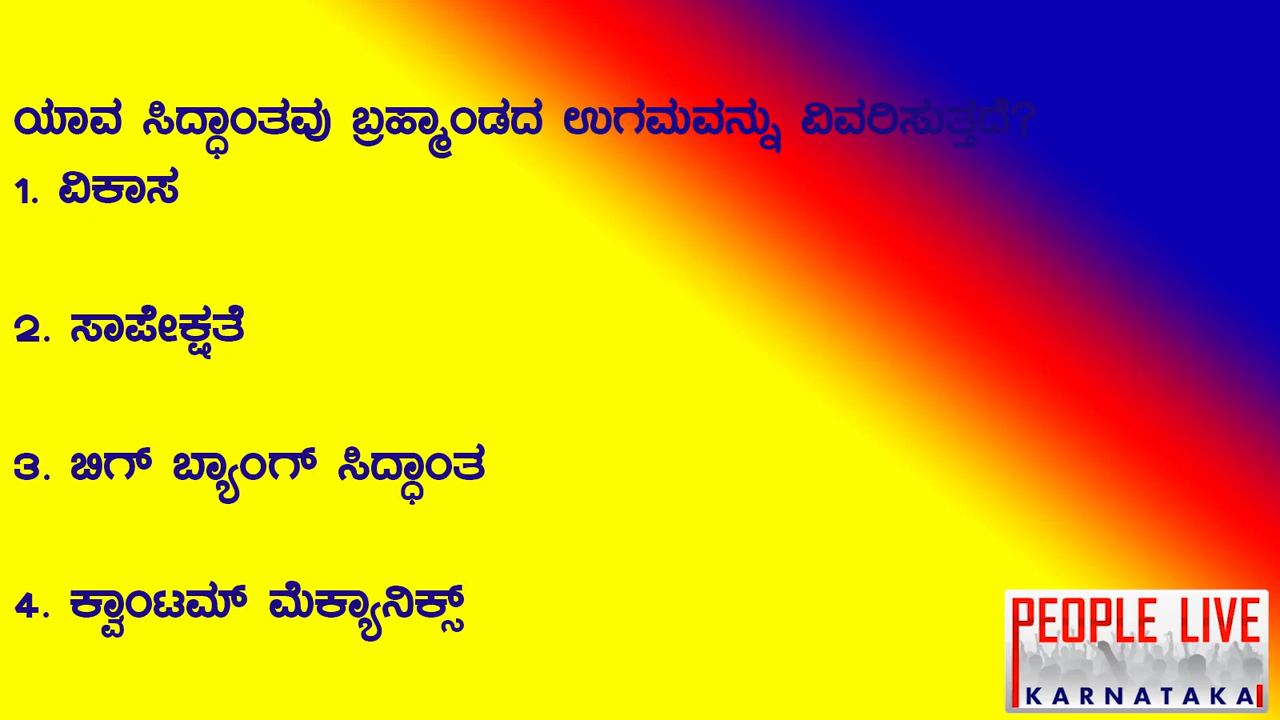 ಯಾವ ಸಿದ್ಧಾಂತವು ಬ್ರಹ್ಮಾಂಡದ ಉಗಮವನ್ನು ವಿವರಿಸುತ್ತದೆ?
1. ವಿಕಾಸ
2. ಸಾಪೇಕ್ಷತೆ
3. ಬಿಗ್ ಬ್ಯಾಂಗ್ ಸಿದ್ಧಾಂತ
4. ಕ್ವಾಂಟಮ್ ಮೆಕ್ಯಾನಿಕ್ಸ್
PEOPLE LIVE
KARNATAKA